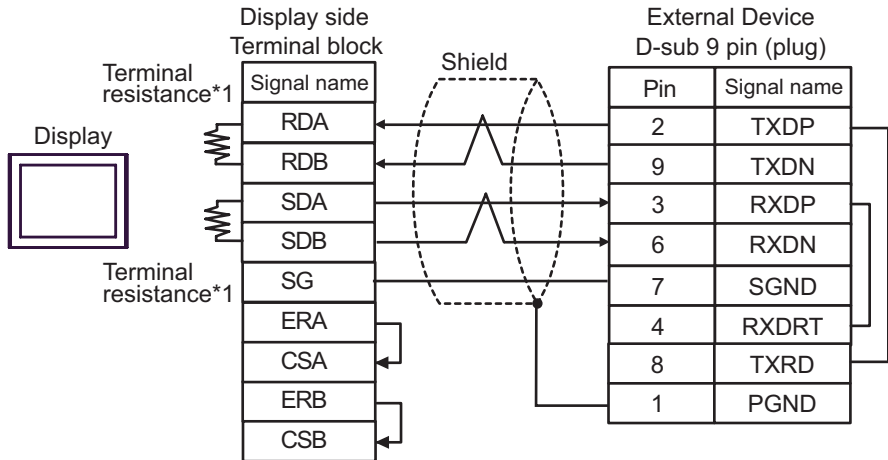 Display side
Terminal block
External Device
D-sub 9 pin (plug)
Shield
Terminal
resistance*1
Display
Signal name
RDA
RDB
SDA
SDB
SG
ERA
CSA
ERB
CSB
Terminal
resistance*1
Pin Signal name
2 TXDP
9 TXDN
3 RXDP
6 RXDN
7 SGND
4 RXDRT
8 TXRD
1 PGND